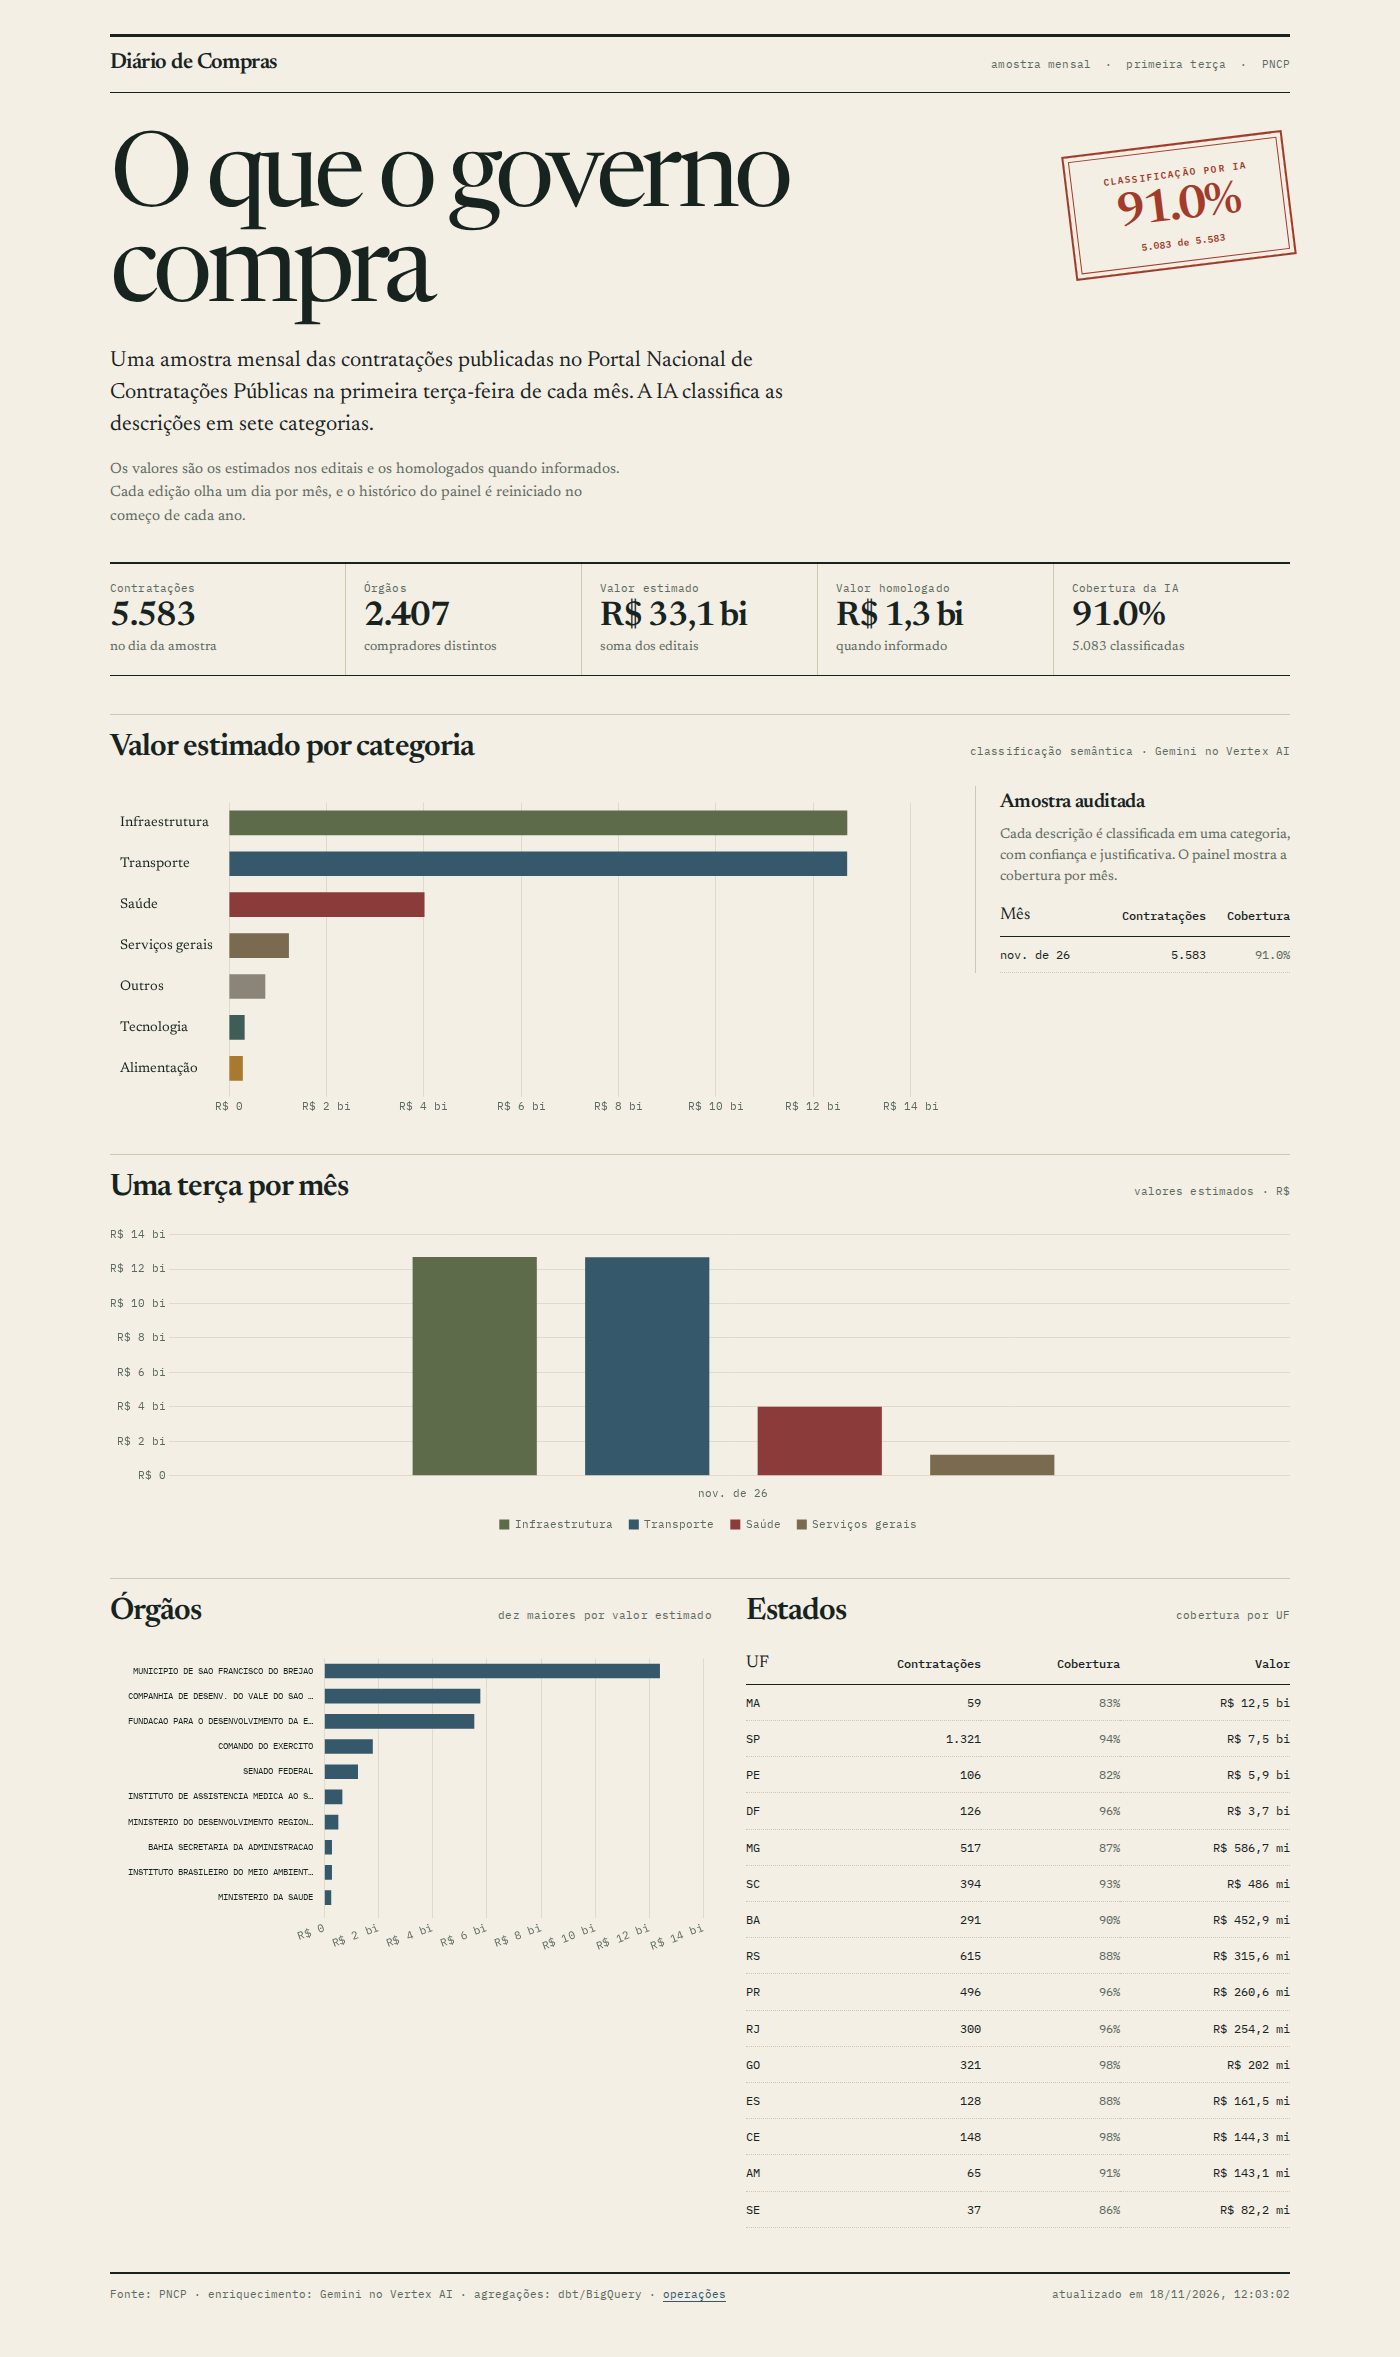 Diário de Compras
amostra mensal · primeira terça · PNCP
O que o governo
compra
CLASSIFICAÇÃO POR IA
91.0%
5.083 de 5.583
Uma amostra mensal das contratações publicadas no Portal Nacional de
Contratações Públicas na primeira terça-feira de cada mês. A IA classifica as
descrições em sete categorias.
Os valores são os estimados nos editais e os homologados quando informados.
Cada edição olha um dia por mês, e o histórico do painel é reiniciado no
começo de cada ano.
Contratações
5.583
no dia da amostra
Órgãos
2.407
compradores distintos
Valor estimado
R$ 33,1 bi
soma dos editais
Valor homologado
R$ 1,3 bi
quando informado
Cobertura da IA
91.0%
5.083 classificadas
Valor estimado por categoria
classificação semântica · Gemini no Vertex AI
Infraestrutura
Transporte
Saúde
Serviços gerais
Outros
Tecnologia
Alimentação
R$ 0 R$ 2 bi R$ 4 bi R$ 6 bi R$ 8 bi R$ 10 bi R$ 12 bi R$ 14 bi
Amostra auditada
Cada descrição é classificada em uma categoria,
com confiança e justificativa. O painel mostra a
cobertura por mês.
Mês Contratações Cobertura
nov. de 26 5.583 91.0%
Uma terça por mês
valores estimados · R$
R$ 14 bi
R$ 12 bi
R$ 10 bi
R$ 8 bi
R$ 6 bi
R$ 4 bi
R$ 2 bi
R$ 0
nov. de 26
Infraestrutura Transporte Saúde Serviços gerais
Órgãos
dez maiores por valor estimado
MUNICIPIO DE SAO FRANCISCO DO BREJAO
COMPANHIA DE DESENV. DO VALE DO SAO …
FUNDACAO PARA O DESENVOLVIMENTO DA E…
COMANDO DO EXERCITO
SENADO FEDERAL
INSTITUTO DE ASSISTENCIA MEDICA AO S…
MINISTERIO DO DESENVOLVIMENTO REGION…
BAHIA SECRETARIA DA ADMINISTRACAO
INSTITUTO BRASILEIRO DO MEIO AMBIENT…
MINISTERIO DA SAUDE
R$ 0 R$ 2 bi R$ 4 bi R$ 6 bi R$ 8 bi R$ 10 bi R$ 12 bi R$ 14 bi
Estados
cobertura por UF
UF Contratações Cobertura Valor
MA 59 83% R$ 12,5 bi
SP 1.321 94% R$ 7,5 bi
PE 106 82% R$ 5,9 bi
DF 126 96% R$ 3,7 bi
MG 517 87% R$ 586,7 mi
SC 394 93% R$ 486 mi
BA 291 90% R$ 452,9 mi
RS 615 88% R$ 315,6 mi
PR 496 96% R$ 260,6 mi
RJ 300 96% R$ 254,2 mi
GO 321 98% R$ 202 mi
ES 128 88% R$ 161,5 mi
CE 148 98% R$ 144,3 mi
AM 65 91% R$ 143,1 mi
SE 37 86% R$ 82,2 mi
Fonte: PNCP · enriquecimento: Gemini no Vertex AI · agregações: dbt/BigQuery · operações
atualizado em 18/11/2026, 12:03:02